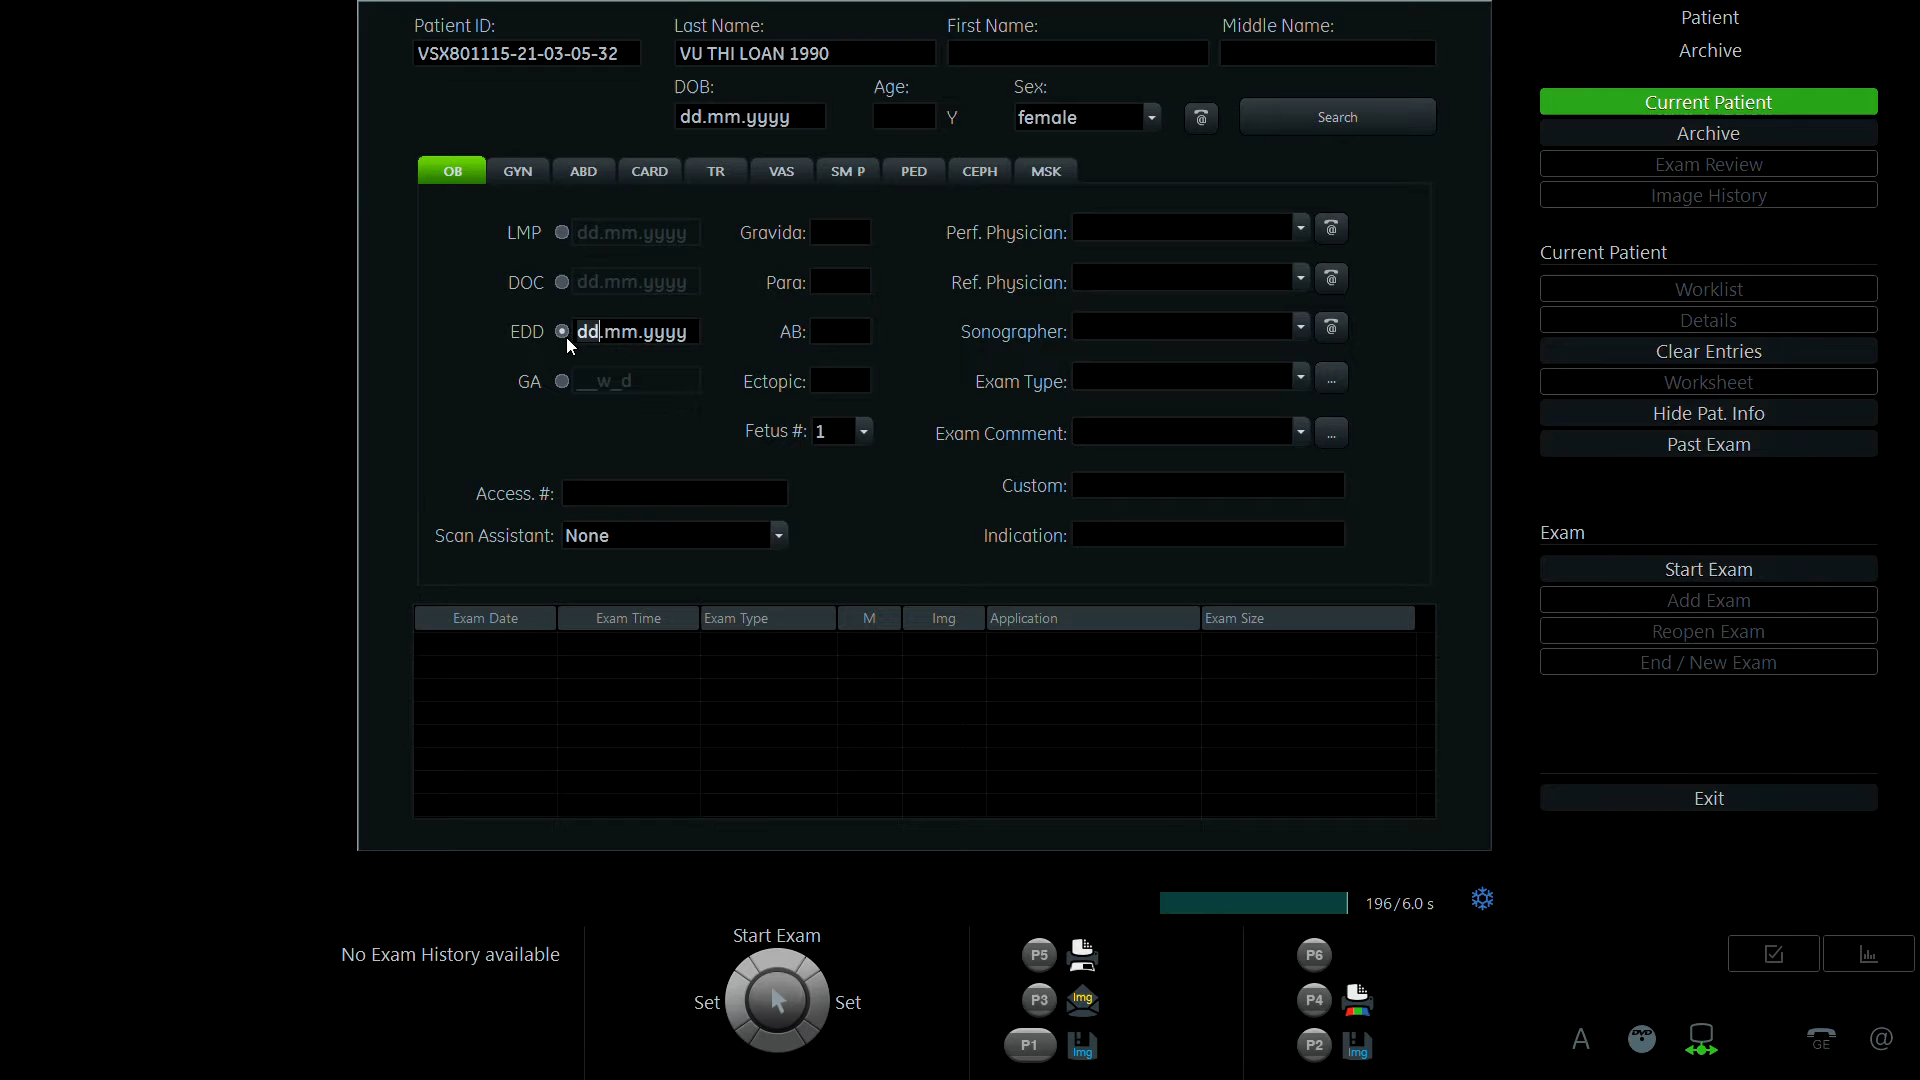 Patient ID: Last Name: First Name: Middle Name:
VSX801115-21-03-05-32 VU THI LOAN 1990
DOB: Age: Sex:
dd.mm.yyyy Y female Search
OB GYN ABD CARD TR VAS SM P PED CEPH MSK
LMP dd.mm.yyyy Gravida: Perf. Physician:
DOC dd.mm.yyyy Para: Ref. Physician:
EDD dd.mm.yyyy AB: Sonographer:
GA __w_d Ectopic: Exam Type: ...
Fetus #: 1 Exam Comment: ...
Access. #: Custom:
Scan Assistant: None Indication:
Exam Date Exam Time Exam Type M Img Application Exam Size
196/6.0 s
No Exam History available
Start Exam
Set Set
P5
P3 Img
P1 Img
P6
P4
P2 Img
Patient
Archive
Current Patient
Archive
Exam Review
Image History
Current Patient
Worklist
Details
Clear Entries
Worksheet
Hide Pat. Info
Past Exam
Exam
Start Exam
Add Exam
Reopen Exam
End / New Exam
Exit
A DVD GE @